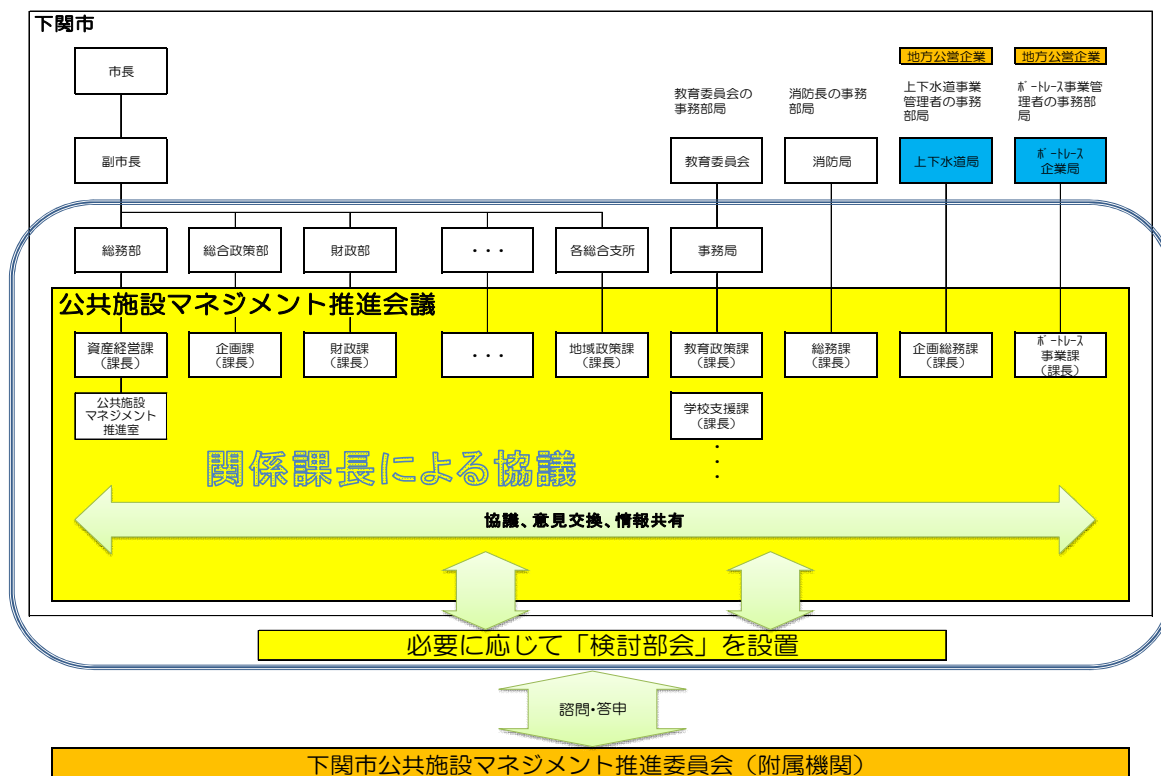 下関市
市長
副市長
教育委員会の
事務部局
消防長の事務
部局
地方公営企業
上下水道事業
管理者の事務
部局
地方公営企業
ﾎﾞｰﾄﾚｰｽ事業管
理者の事務部
局
教育委員会
消防局
上下水道局
ﾎﾞｰﾄﾚｰｽ
企業局
総務部
総合政策部
財政部
・・・
各総合支所
事務局
公共施設マネジメント推進会議
資産経営課
(課長)
企画課
(課長)
財政課
(課長)
・・・
地域政策課
(課長)
教育政策課
(課長)
総務課
(課長)
企画総務課
(課長)
ﾎﾞｰﾄﾚｰｽ
事業課
(課長)
公共施設
マネジメント
推進室
学校支援課
(課長)
・
・
・
関係課長による協議
協議、意見交換、情報共有
必要に応じて「検討部会」を設置
諮問・答申
下関市公共施設マネジメント推進委員会（附属機関）